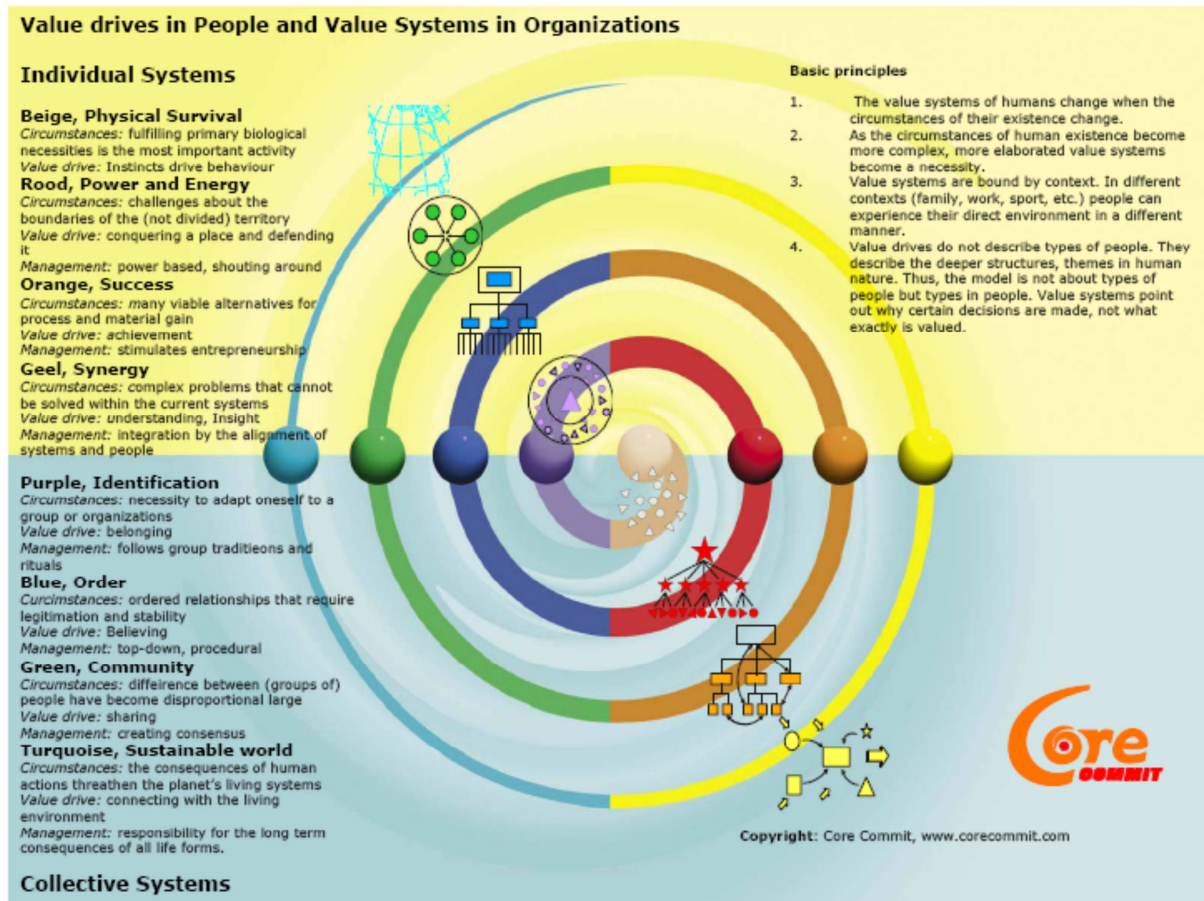 Value drives in People and Value Systems in Organizations
Individual Systems
Beige, Physical Survival
Circumstances: fulfilling primary biological
necessities is the most important activity
Value drive: Instincts drive behaviour
Rood, Power and Energy
Circumstances: challenges about the
boundaries of the (not divided) territory
Value drive: conquering a place and defending
it
Management: power based, shouting around
Orange, Success
Circumstances: many viable alternatives for
process and material gain
Value drive: achievement
Management: stimulates entrepreneurship
Geel, Synergy
Circumstances: complex problems that cannot
be solved within the current systems
Value drive: understanding, Insight
Management: integration by the alignment of
systems and people
Purple, Identification
Circumstances: necessity to adapt oneself to a
group or organizations
Value drive: belonging
Management: follows group traditieons and
rituals
Blue, Order
Curcimstances: ordered relationships that require
legitimation and stability
Value drive: Believing
Management: top-down, procedural
Green, Community
Circumstances: diffeirence between (groups of)
people have become disproportional large
Value drive: sharing
Management: creating consensus
Turquoise, Sustainable world
Circumstances: the consequences of human
actions threathen the planet's living systems
Value drive: connecting with the living
environment
Management: responsibility for the long term
consequences of all life forms.
Collective Systems
Basic principles
1. The value systems of humans change when the
circumstances of their existence change.
2. As the circumstances of human existence become
more complex, more elaborated value systems
become a necessity.
3. Value systems are bound by context. In different
contexts (family, work, sport, etc.) people can
experience their direct environment in a different
manner.
4. Value drives do not describe types of people. They
describe the deeper structures, themes in human
nature. Thus, the model is not about types of
people but types in people. Value systems point
out why certain decisions are made, not what
exactly is valued.
Core
COMMIT
Copyright: Core Commit, www.corecommit.com